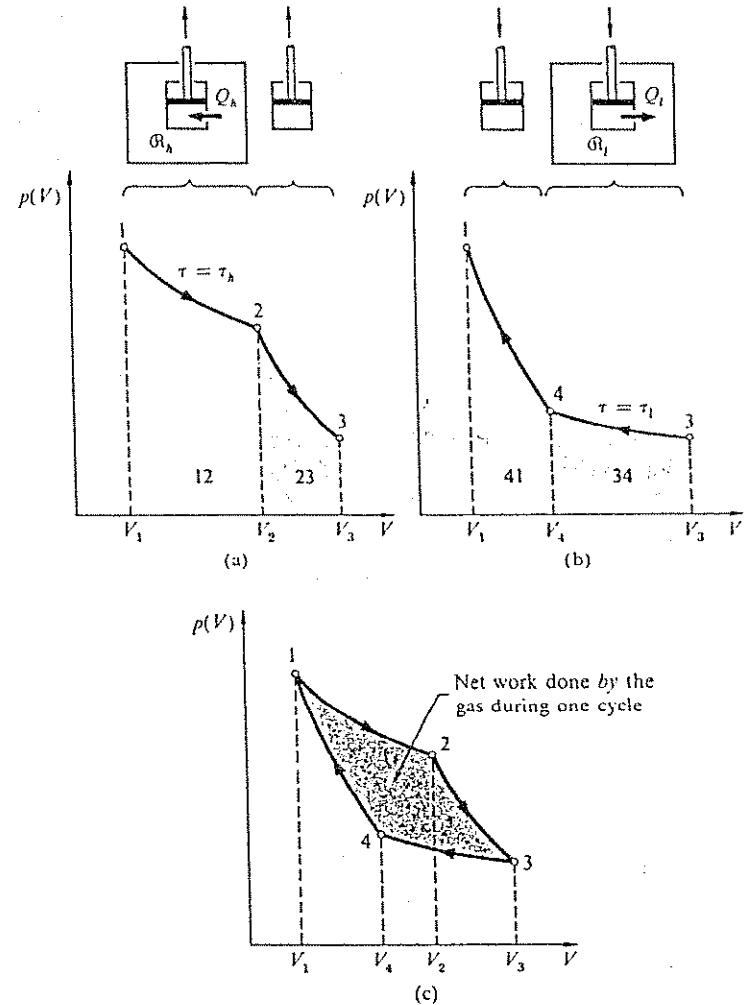 Q_h
ℛ_h
Q_l
ℛ_l
p(V)
1
τ = τ_h
2
3
12
23
V_1
V_2
V_3
V
(a)
p(V)
1
4
τ = τ_l
3
41
34
V_1
V_4
V_3
V
(b)
p(V)
1
Net work done by the
gas during one cycle
2
4
3
V_1
V_4
V_2
V_3
V
(c)